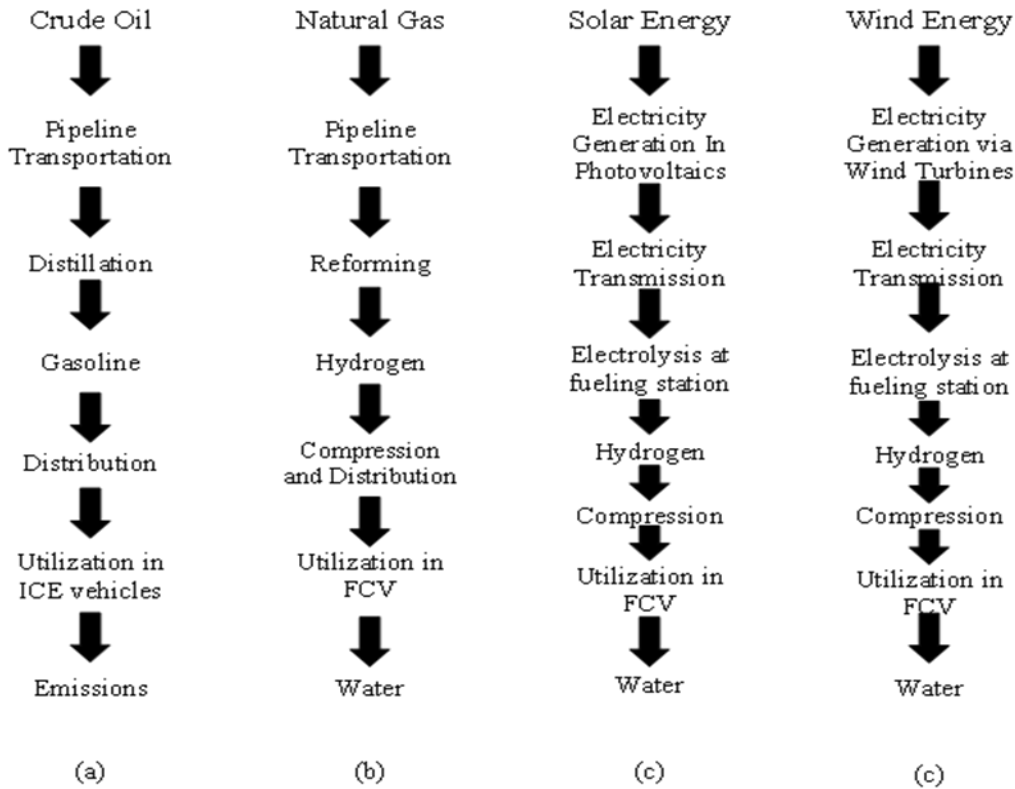 Crude Oil
Pipeline
Transportation
Distillation
Gasoline
Distribution
Utilization in
ICE vehicles
Emissions
(a)
Natural Gas
Pipeline
Transportation
Reforming
Hydrogen
Compression
and Distribution
Utilization in
FCV
Water
(b)
Solar Energy
Electricity
Generation In
Photovoltaics
Electricity
Transmission
Electrolysis at
fueling station
Hydrogen
Compression
Utilization in
FCV
Water
(c)
Wind Energy
Electricity
Generation via
Wind Turbines
Electricity
Transmission
Electrolysis at
fueling station
Hydrogen
Compression
Utilization in
FCV
Water
(c)